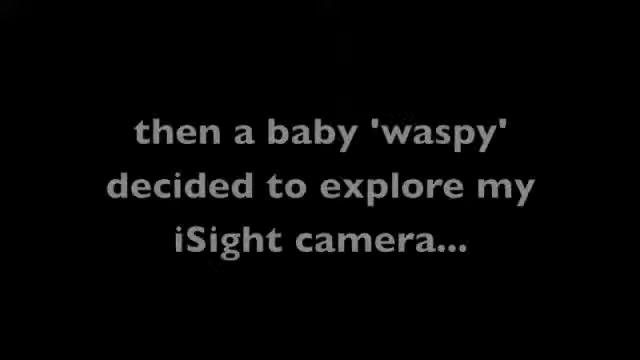 then a baby 'waspy'
decided to explore my
iSight camera...